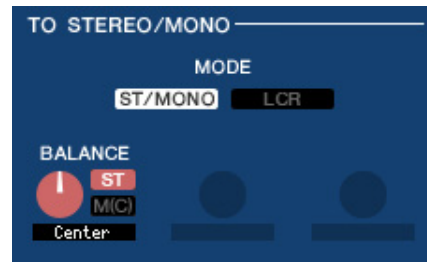 TO STEREO/MONO
MODE
ST/MONO LCR
BALANCE
ST
M(C)
Center